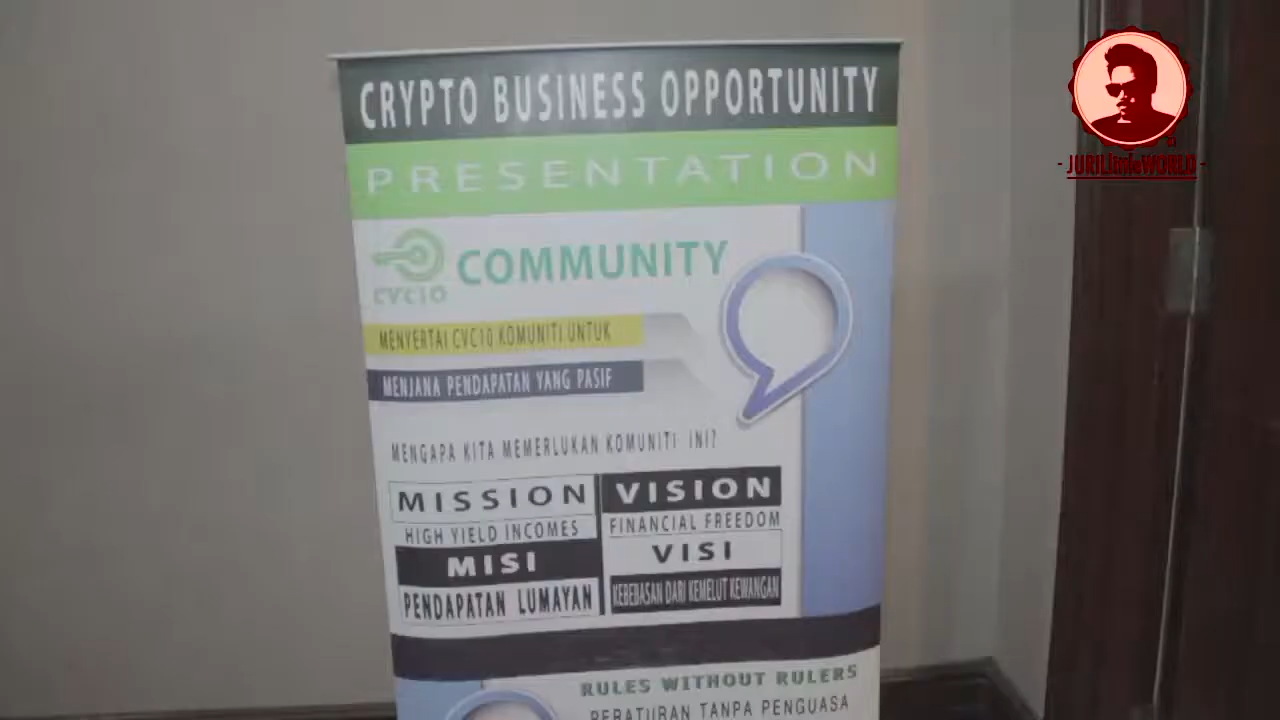 CRYPTO BUSINESS OPPORTUNITY
PRESENTATION
CVC10
COMMUNITY
MENYERTAI CVC10 KOMUNITI UNTUK
MENJANA PENDAPATAN YANG PASIF
MENGAPA KITA MEMERLUKAN KOMUNITI INI?
MISSION
HIGH YIELD INCOMES
MISI
PENDAPATAN LUMAYAN
VISION
FINANCIAL FREEDOM
VISI
KEBEBASAN DARI KEMELUT KEWANGAN
RULES WITHOUT RULERS
PERATURAN TANPA PENGUASA
- JURILittleWORLD -